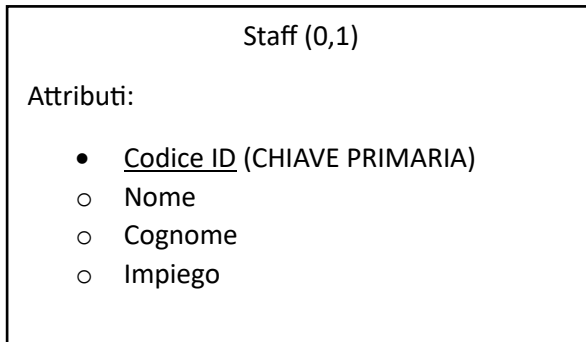 Staff (0,1)
Attributi:
• Codice ID (CHIAVE PRIMARIA)
o Nome
o Cognome
o Impiego